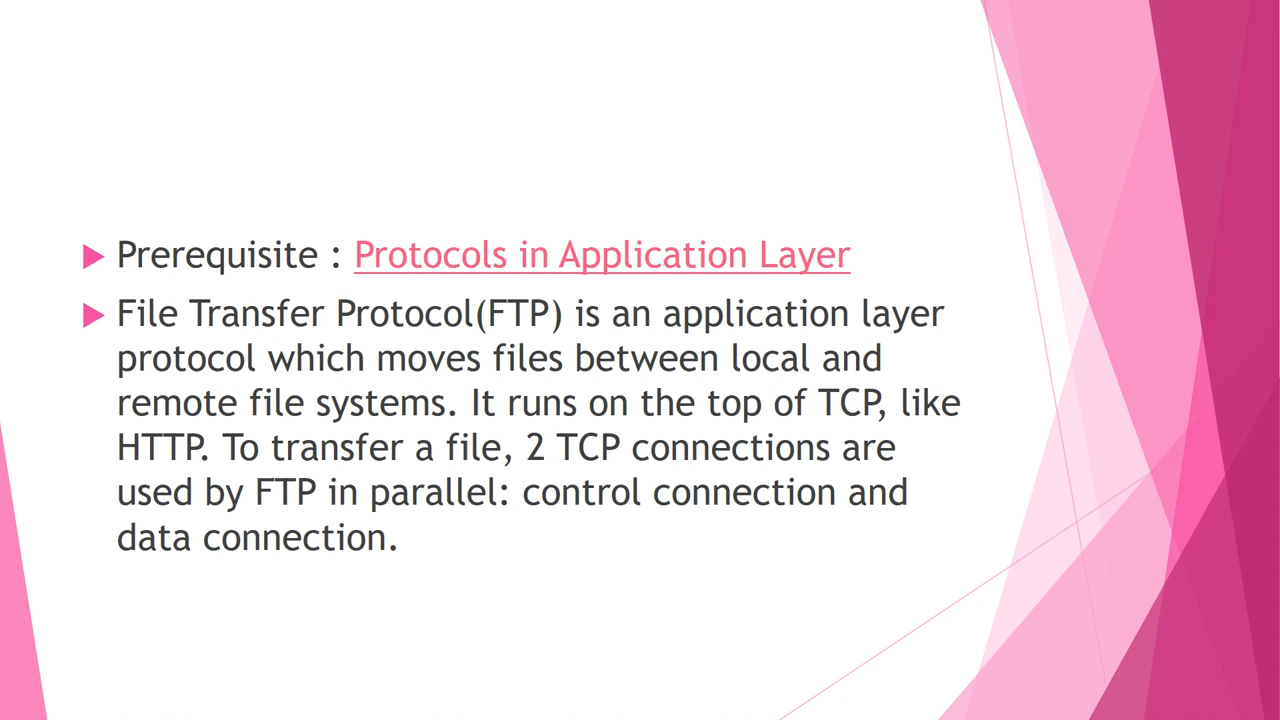 Prerequisite : Protocols in Application Layer
File Transfer Protocol(FTP) is an application layer
protocol which moves files between local and
remote file systems. It runs on the top of TCP, like
HTTP. To transfer a file, 2 TCP connections are
used by FTP in parallel: control connection and
data connection.